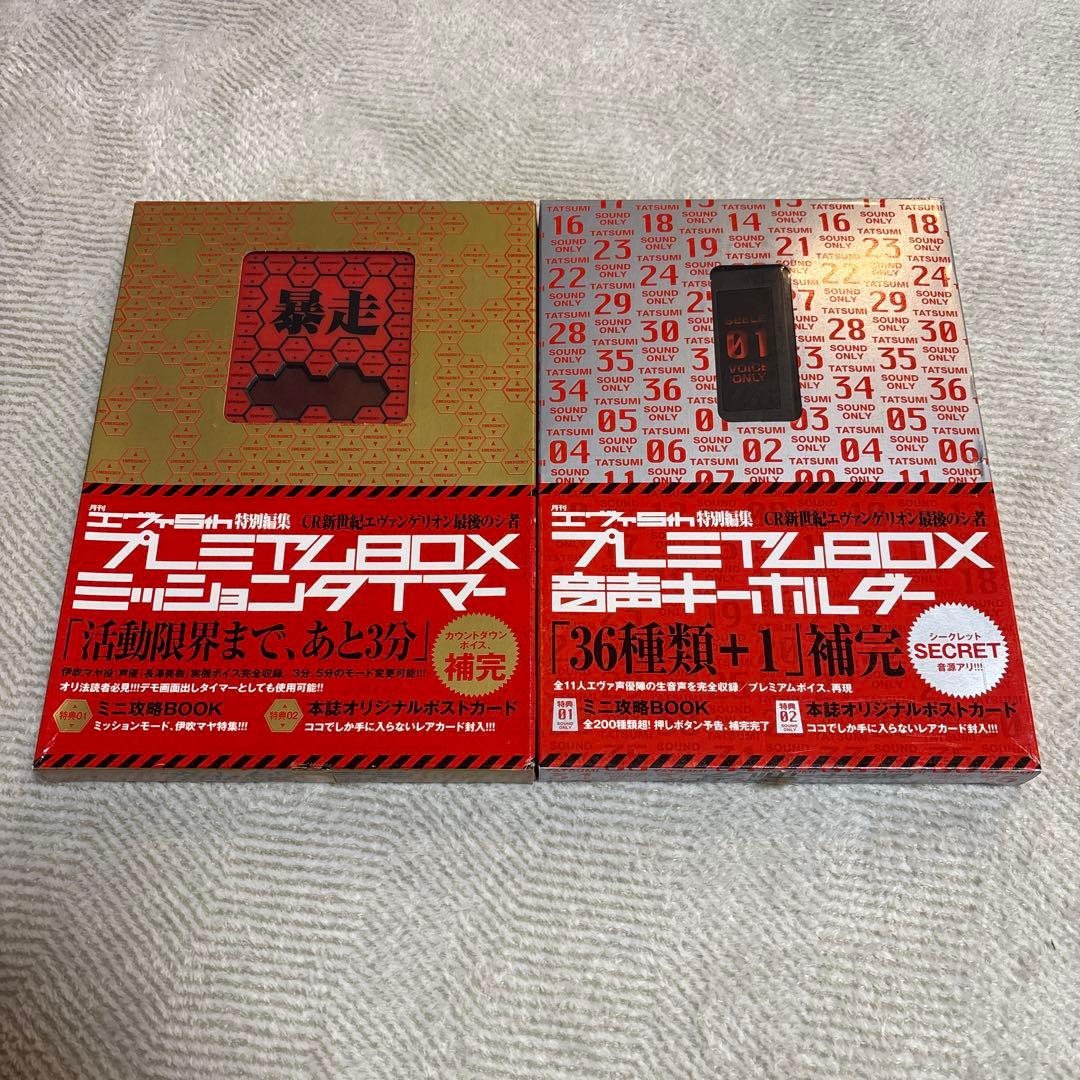 暴走
月刊
エヴァ5th 特別編集 CR新世紀エヴァンゲリオン最後のシ者
プレミアムBOX
ミッションタイマー
「活動限界まで、あと3分」
カウントダウン
ボイス、
補完
伊吹マヤ役:声優:長澤美樹/実機ボイス完全収録 3分、5分のモード変更可能!!!
オリ法読者必見!!!デモ画面出しタイマーとしても使用可能!!
特典01
ミニ攻略BOOK
ミッションモード、伊吹マヤ特集!!!
特典02
本誌オリジナルポストカード
ココでしか手に入らないレアカード封入!!!
TATSUMI
SOUND ONLY
16 18 14 16 18
23 19 21 23
22 24 22 24
29 25 27 29
28 30 28 30
35 33 35
34 36 34 36
05 01 03 05
04 06 02 04 06
SEELE
01
VOICE
ONLY
月刊
エヴァ5th 特別編集 CR新世紀エヴァンゲリオン最後のシ者
プレミアムBOX
音声キーホルダー
「36種類+1」補完
シークレット
SECRET
音源アリ!!!
全11人エヴァ声優陣の生音声を完全収録/プレミアムボイス、再現
特典
01
SOUND ONLY
ミニ攻略BOOK
全200種類超!押しボタン予告、補完完了
特典
02
SOUND ONLY
本誌オリジナルポストカード
ココでしか手に入らないレアカード封入!!!